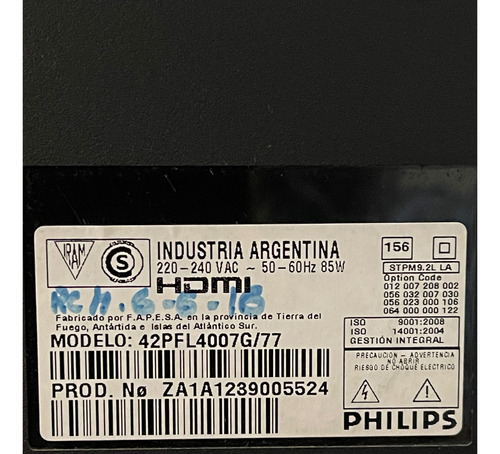 IRAM
S
INDUSTRIA ARGENTINA
220-240 VAC ~ 50-60Hz 85W
HDMI
Fabricado por F.A.P.E.S.A. en la provincia de Tierra del
Fuego, Antártida e Islas del Atlántico Sur.
MODELO: 42PFL4007G/77
PROD. Nø ZA1A1239005524
156
STPM9.2L LA
Option Code
012 007 208 002
056 032 007 030
056 023 000 106
064 000 000 122
ISO 9001:2008
ISO 14001:2004
GESTIÓN INTEGRAL
PRECAUCION - ADVERTENCIA
NO ABRIR
RIESGO DE CHOQUE ELECTRICO
PHILIPS